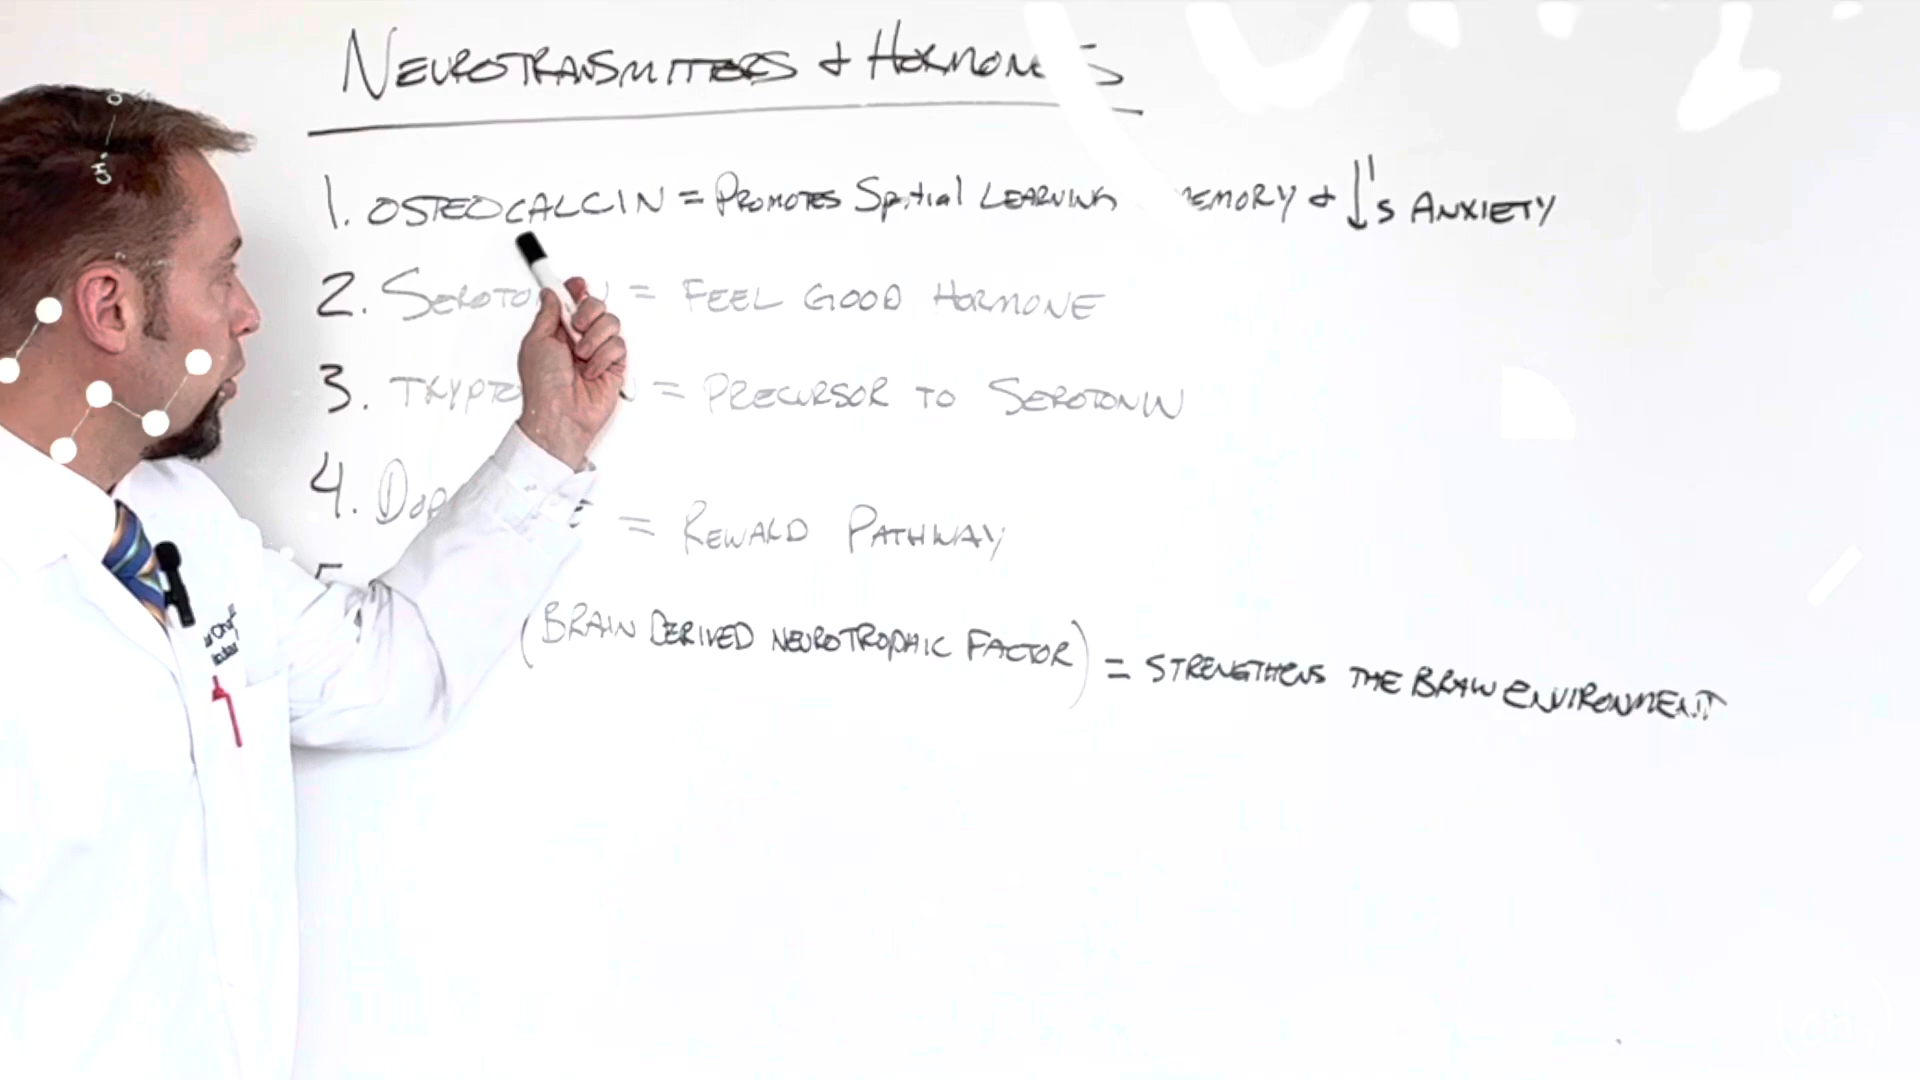 NEUROTRANSMITTERS & HORMONES
1. OSTEOCALCIN = PROMOTES SPATIAL LEARNING MEMORY & ↓'s ANXIETY
2. = FEEL GOOD HORMONE
3. = PRECURSOR TO SEROTONIN
4. = REWARD PATHWAY
(BRAIN DERIVED NEUROTROPHIC FACTOR) = STRENGTHENS THE BRAIN ENVIRONMENT